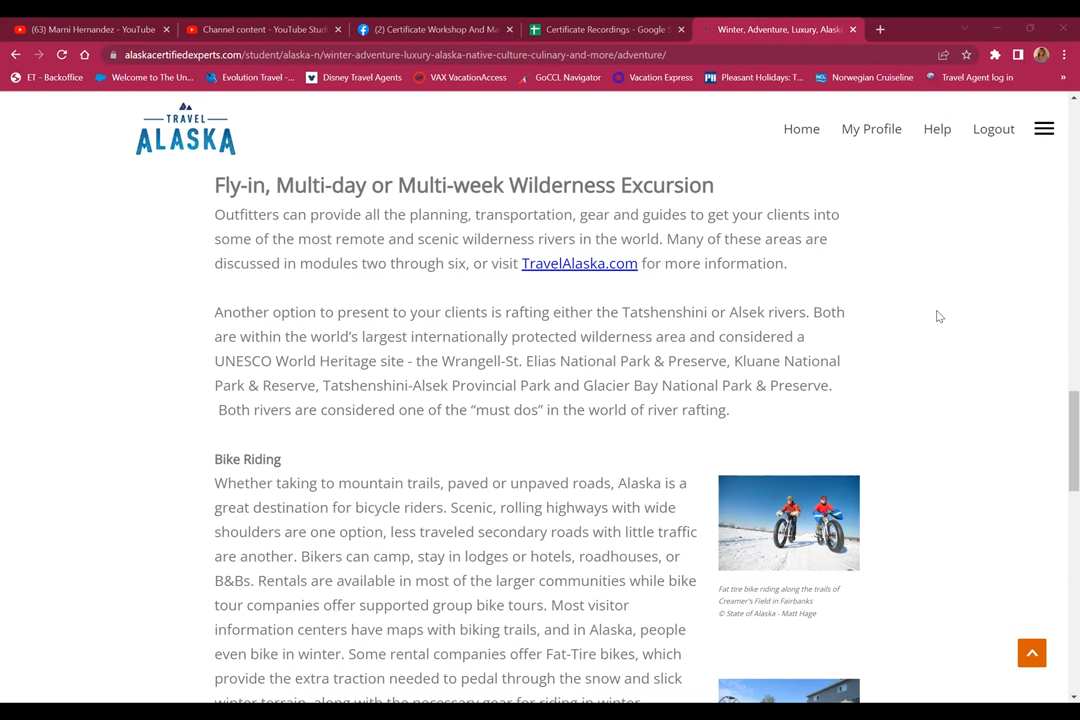 (63) Marni Hernandez - YouTube
Channel content - YouTube Stud
(2) Certificate Workshop And Ma
Certificate Recordings - Google S
Winter, Adventure, Luxury, Alask
alaskacertifiedexperts.com/student/alaska-n/winter-adventure-luxury-alaska-native-culture-culinary-and-more/adventure/
ET - Backoffice
Welcome to The Un...
Evolution Travel -...
Disney Travel Agents
VAX VacationAccess
GoCCL Navigator
Vacation Express
Pleasant Holidays: T...
Norwegian Cruiseline
Travel Agent log in
TRAVEL
ALASKA
Home
My Profile
Help
Logout
Fly-in, Multi-day or Multi-week Wilderness Excursion
Outfitters can provide all the planning, transportation, gear and guides to get your clients into
some of the most remote and scenic wilderness rivers in the world. Many of these areas are
discussed in modules two through six, or visit TravelAlaska.com for more information.
Another option to present to your clients is rafting either the Tatshenshini or Alsek rivers. Both
are within the world's largest internationally protected wilderness area and considered a
UNESCO World Heritage site - the Wrangell-St. Elias National Park & Preserve, Kluane National
Park & Reserve, Tatshenshini-Alsek Provincial Park and Glacier Bay National Park & Preserve.
Both rivers are considered one of the “must dos” in the world of river rafting.
Bike Riding
Whether taking to mountain trails, paved or unpaved roads, Alaska is a
great destination for bicycle riders. Scenic, rolling highways with wide
shoulders are one option, less traveled secondary roads with little traffic
are another. Bikers can camp, stay in lodges or hotels, roadhouses, or
B&Bs. Rentals are available in most of the larger communities while bike
tour companies offer supported group bike tours. Most visitor
information centers have maps with biking trails, and in Alaska, people
even bike in winter. Some rental companies offer Fat-Tire bikes, which
provide the extra traction needed to pedal through the snow and slick
winter terrain, along with the necessary gear for riding in winter
Fat tire bike riding along the trails of
Creamer's Field in Fairbanks
© State of Alaska - Matt Hage